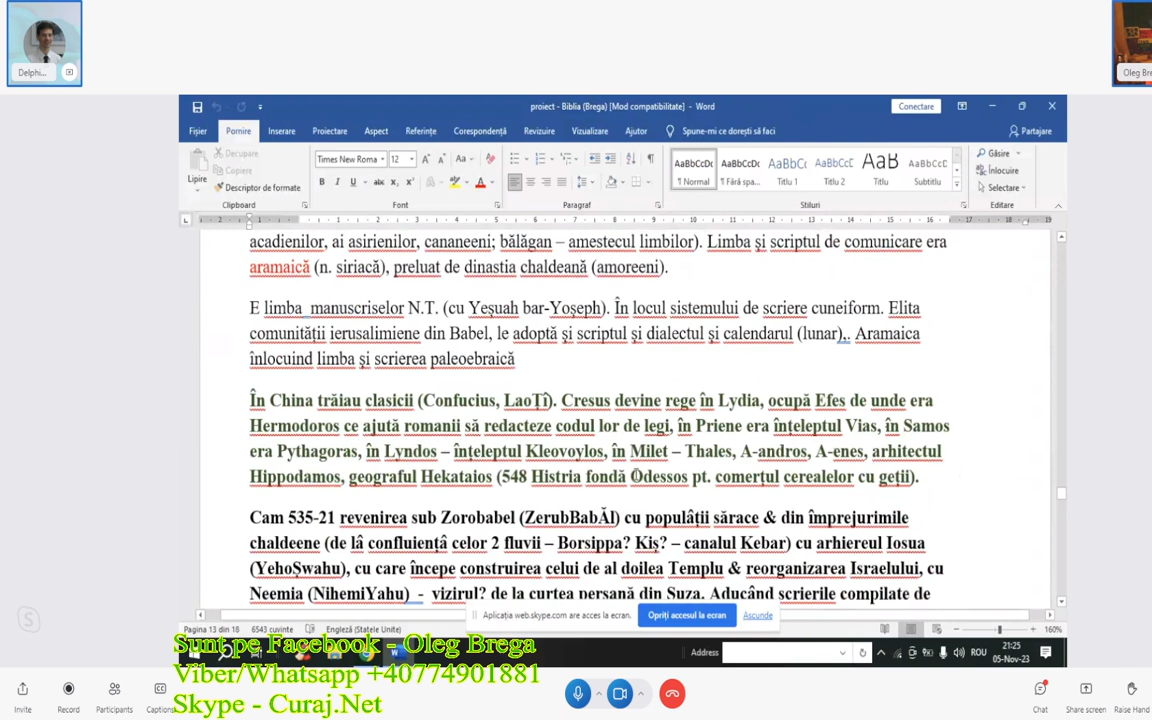 Delphi...
Oleg Bre
proiect - Biblia (Brega) [Mod compatibilitate] - Word
Conectare
Fișier
Pornire
Inserare
Proiectare
Aspect
Referințe
Corespondență
Revizuire
Vizualizare
Ajutor
Spune-mi ce dorești să faci
Partajare
Lipire
Decupare
Copiere
Descriptor de formate
Clipboard
Times New Roma
12
Font
Paragraf
AaBbCcDc
¶ Normal
AaBbCcDc
¶ Fără spa...
AaBbC
Titlu 1
AaBbCcC
Titlu 2
AaB
Titlu
AaBbCcD
Subtitlu
Stiluri
Găsire
Înlocuire
Selectare
Editare
acadienilor, ai asirienilor, cananeeni; bălăgan – amestecul limbilor). Limba și scriptul de comunicare era
aramaică (n. siriacă), preluat de dinastia chaldeană (amoreeni).
E limba manuscriselor N.T. (cu Yeșuah bar-Yoșeph). În locul sistemului de scriere cuneiform. Elita
comunității ierusalimiene din Babel, le adoptă și scriptul și dialectul și calendarul (lunar),. Aramaica
înlocuind limba și scrierea paleoebraică
În China trăiau clasicii (Confucius, LaoȚî). Cresus devine rege în Lydia, ocupă Efes de unde era
Hermodoros ce ajută romanii să redacteze codul lor de legi, în Priene era înțeleptul Vias, în Samos
era Pythagoras, în Lyndos – înțeleptul Kleovoylos, în Milet – Thales, A-andros, A-enes, arhitectul
Hippodamos, geograful Hekataios (548 Histria fondă Odessos pt. comerțul cerealelor cu geții).
Cam 535-21 revenirea sub Zorobabel (ZerubBabĂl) cu populâții sărace & din împrejurimile
chaldeene (de lâ confluiențâ celor 2 fluvii – Borsippa? Kiș? – canalul Kebar) cu arhiereul Iosua
(YehoȘwahu), cu care începe construirea celui de al doilea Templu & reorganizarea Israelului, cu
Neemia (NihemiYahu) - vizirul? de la curtea persană din Suza. Aducând scrierile compilate de
Aplicația web.skype.com are acces la ecran.
Opriți accesul la ecran
Ascunde
Pagina 13 din 18
6543 cuvinte
Engleză (Statele Unite)
160%
Address
ROU
21:25
05-Nov-23
Sunt pe Facebook - Oleg Brega
Viber/Whatsapp +40774901881
Skype - Curaj.Net
Invite
Record
Participants
Captions
Chat
Share screen
Raise Hand